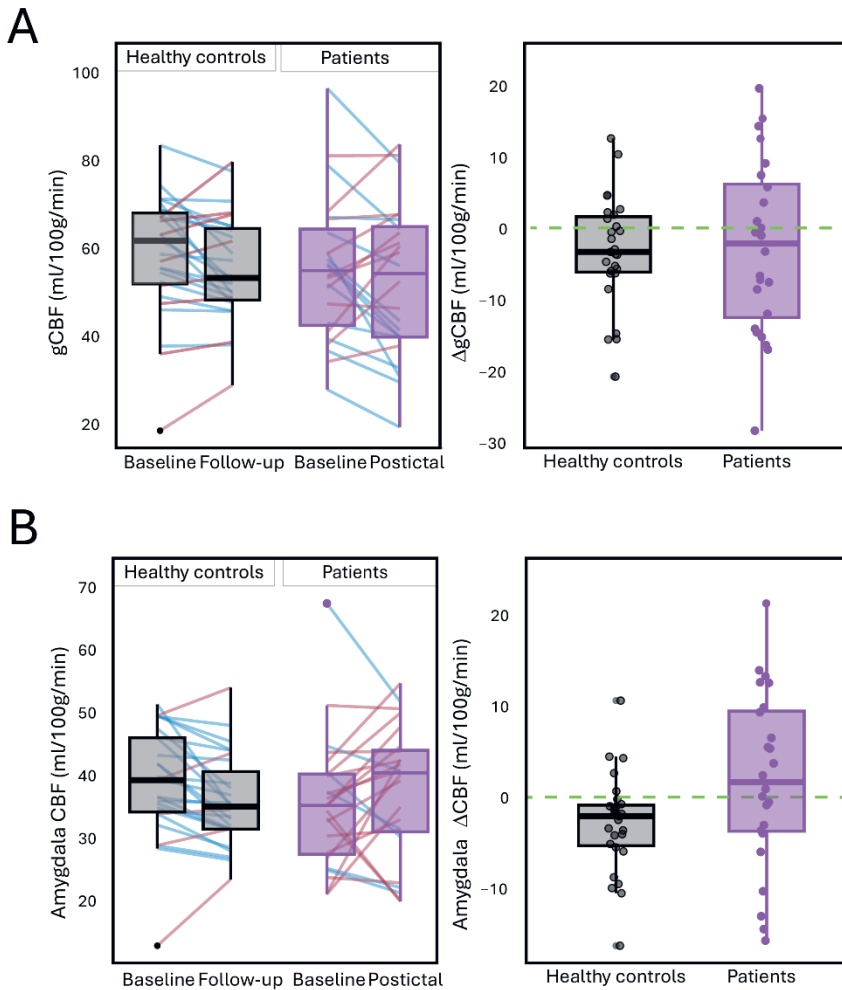 A
Healthy controls Patients
gCBF (ml/100g/min)
100
80
60
40
20
Baseline Follow-up Baseline Postictal
ΔgCBF (ml/100g/min)
20
10
0
−10
−20
−30
Healthy controls Patients
B
Healthy controls Patients
Amygdala CBF (ml/100g/min)
70
60
50
40
30
20
Baseline Follow-up Baseline Postictal
Amygdala ΔCBF (ml/100g/min)
20
10
0
−10
Healthy controls Patients